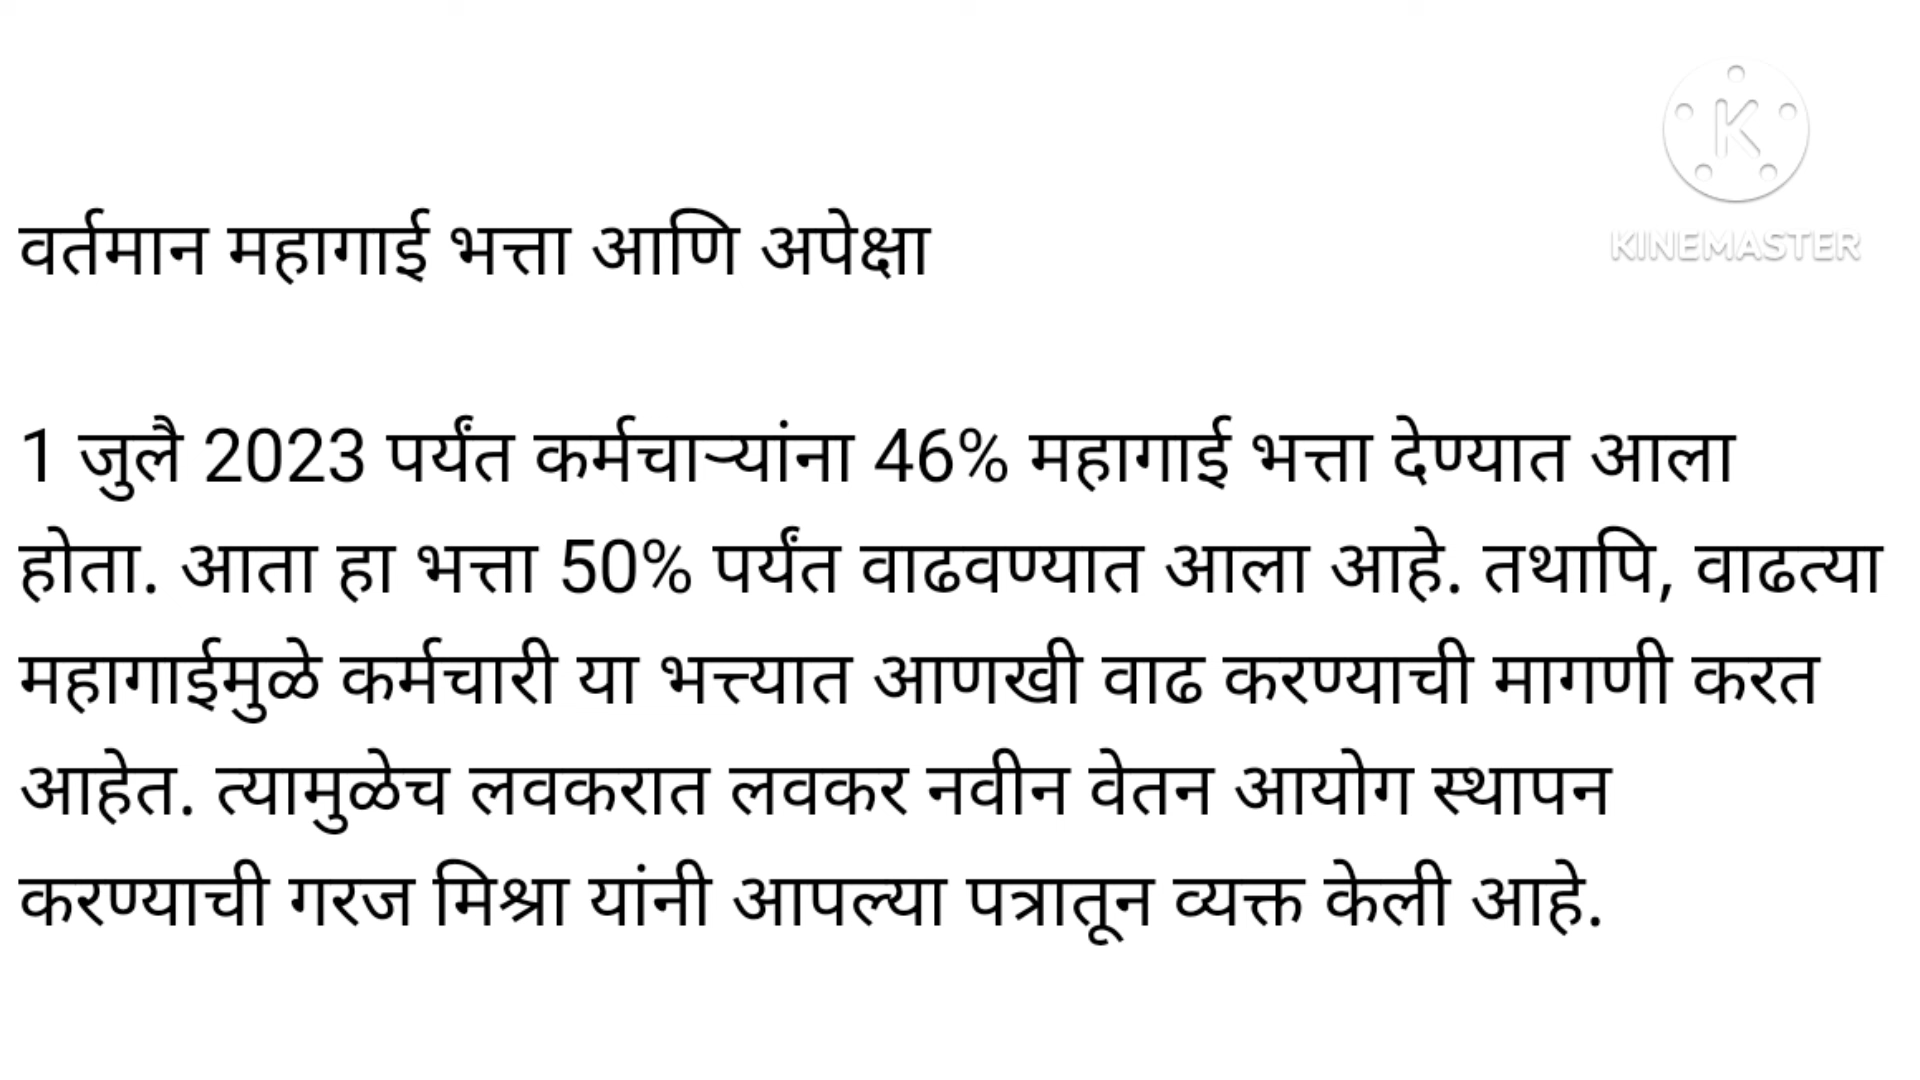 KINEMASTER
वर्तमान महागाई भत्ता आणि अपेक्षा
1 जुलै 2023 पर्यंत कर्मचाऱ्यांना 46% महागाई भत्ता देण्यात आला
होता. आता हा भत्ता 50% पर्यंत वाढवण्यात आला आहे. तथापि, वाढत्या
महागाईमुळे कर्मचारी या भत्त्यात आणखी वाढ करण्याची मागणी करत
आहेत. त्यामुळेच लवकरात लवकर नवीन वेतन आयोग स्थापन
करण्याची गरज मिश्रा यांनी आपल्या पत्रातून व्यक्त केली आहे.